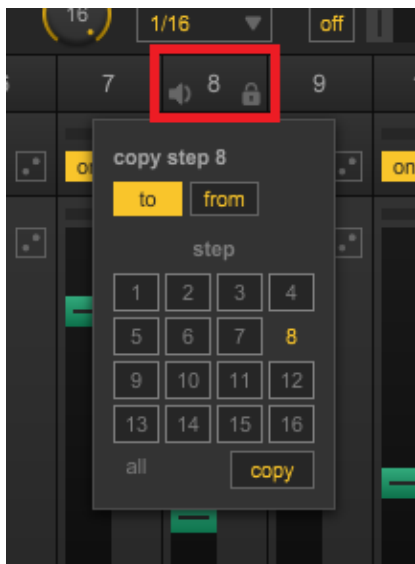 16 1/16 off
7 8 9
on on
copy step 8
to from
step
1 2 3 4
5 6 7 8
9 10 11 12
13 14 15 16
all copy